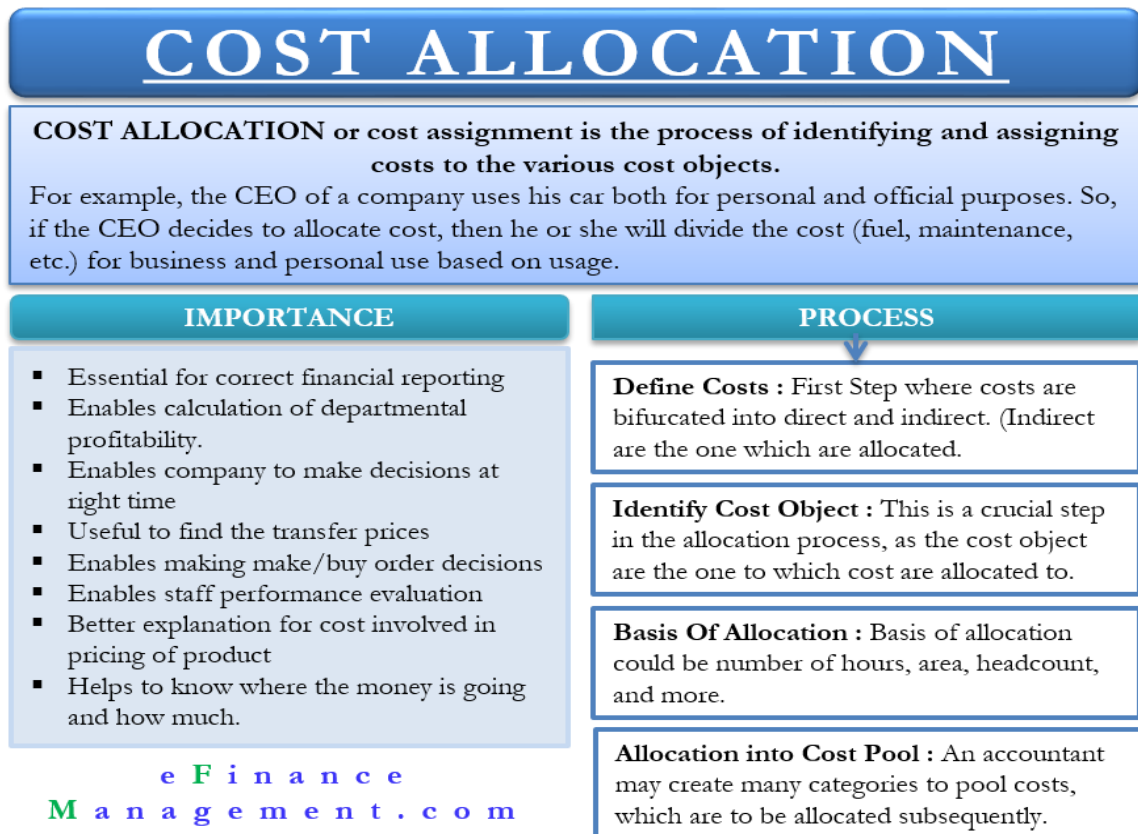 COST ALLOCATION
COST ALLOCATION or cost assignment is the process of identifying and assigning
costs to the various cost objects.
For example, the CEO of a company uses his car both for personal and official purposes. So,
if the CEO decides to allocate cost, then he or she will divide the cost (fuel, maintenance,
etc.) for business and personal use based on usage.
IMPORTANCE
▪ Essential for correct financial reporting
▪ Enables calculation of departmental
profitability.
▪ Enables company to make decisions at
right time
▪ Useful to find the transfer prices
▪ Enables making make/buy order decisions
▪ Enables staff performance evaluation
▪ Better explanation for cost involved in
pricing of product
▪ Helps to know where the money is going
and how much.
eFinance
Management.com
PROCESS
Define Costs : First Step where costs are
bifurcated into direct and indirect. (Indirect
are the one which are allocated.
Identify Cost Object : This is a crucial step
in the allocation process, as the cost object
are the one to which cost are allocated to.
Basis Of Allocation : Basis of allocation
could be number of hours, area, headcount,
and more.
Allocation into Cost Pool : An accountant
may create many categories to pool costs,
which are to be allocated subsequently.